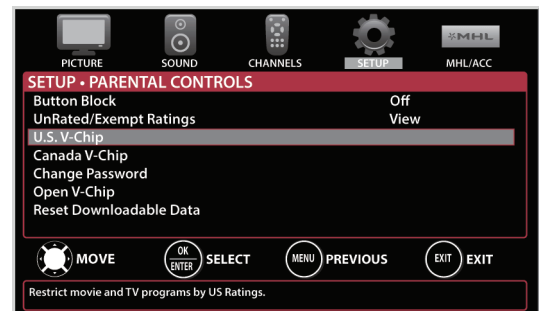 MHL
PICTURE SOUND CHANNELS SETUP MHL/ACC
SETUP • PARENTAL CONTROLS
Button Block Off
UnRated/Exempt Ratings View
U.S. V-Chip
Canada V-Chip
Change Password
Open V-Chip
Reset Downloadable Data
MOVE OK ENTER SELECT MENU PREVIOUS EXIT EXIT
Restrict movie and TV programs by US Ratings.